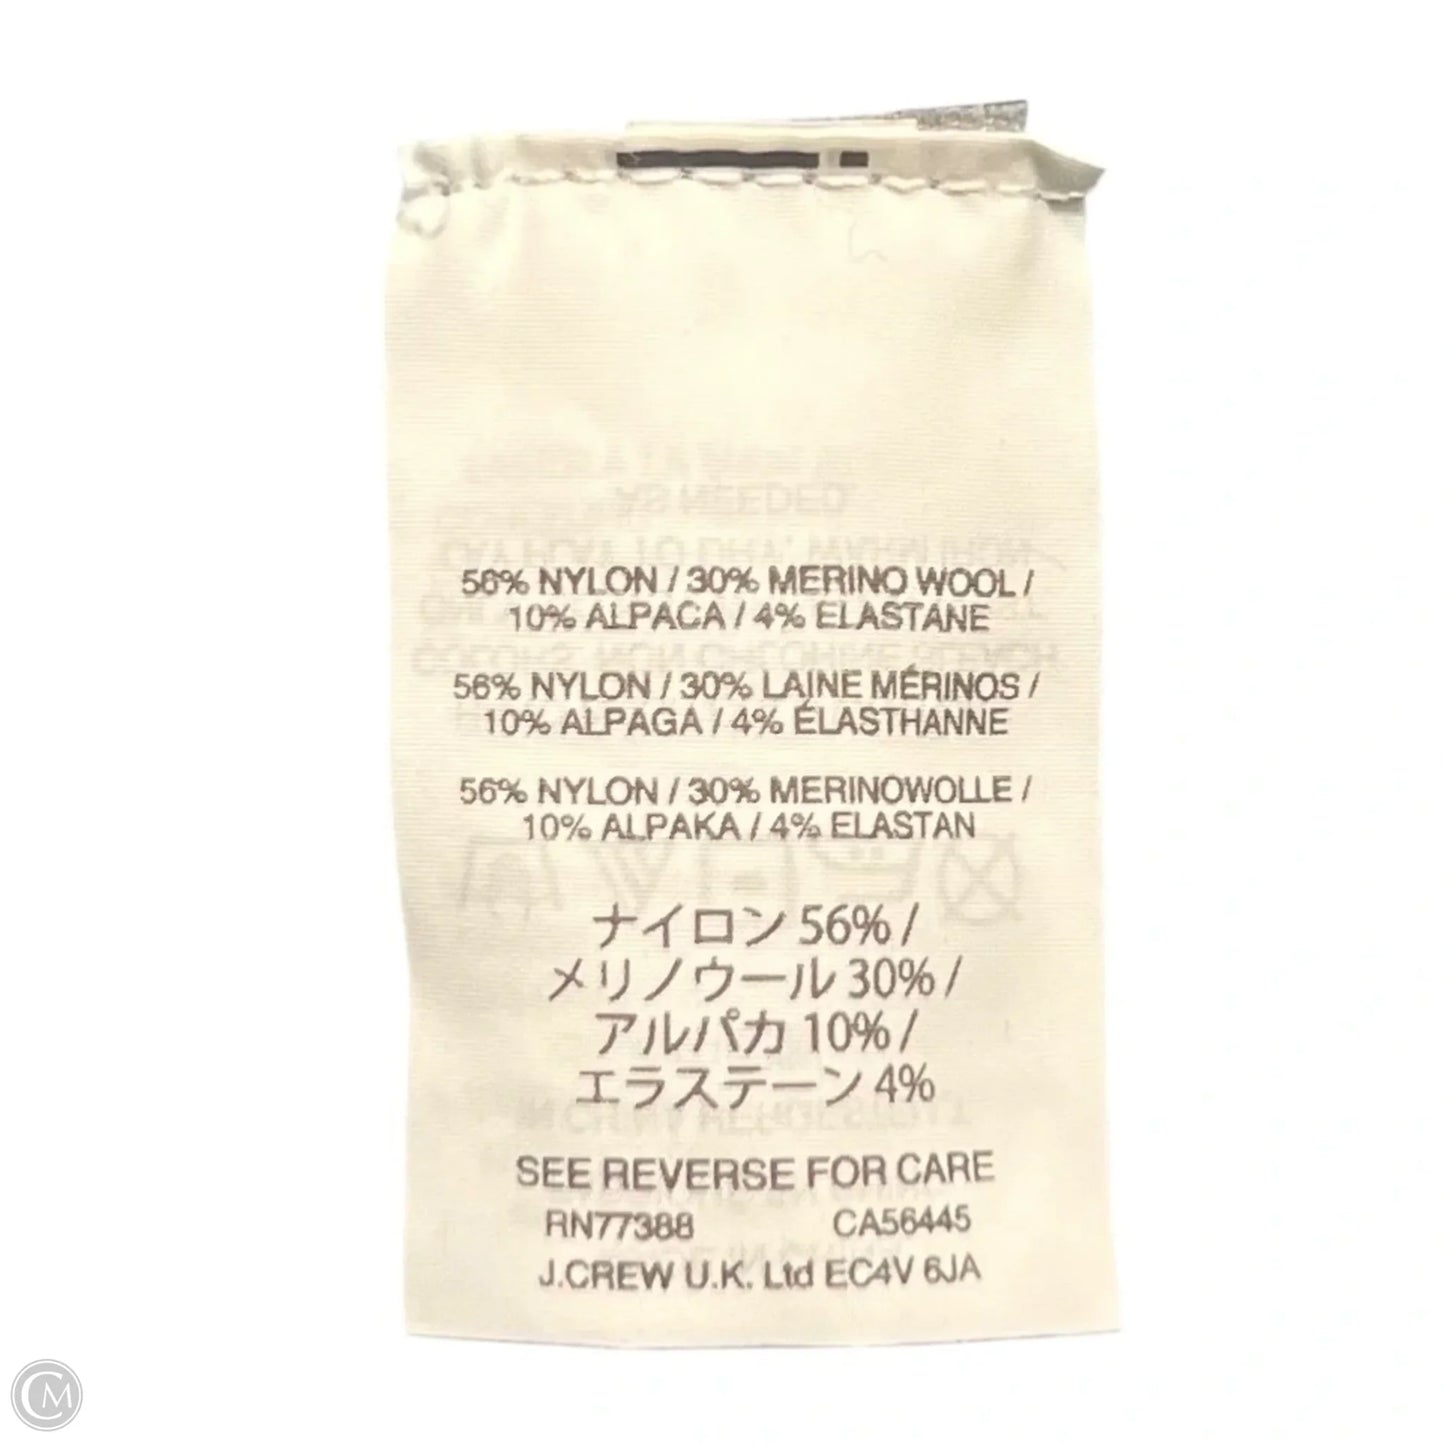 56% NYLON / 30% MERINO WOOL /
10% ALPACA / 4% ELASTANE
56% NYLON / 30% LAINE MÉRINOS /
10% ALPAGA / 4% ÉLASTHANNE
56% NYLON / 30% MERINOWOLLE /
10% ALPAKA / 4% ELASTAN
ナイロン 56% /
メリノウール 30% /
アルパカ 10% /
エラステーン 4%
SEE REVERSE FOR CARE
RN77388 CA56445
J.CREW U.K. Ltd EC4V 6JA
CM